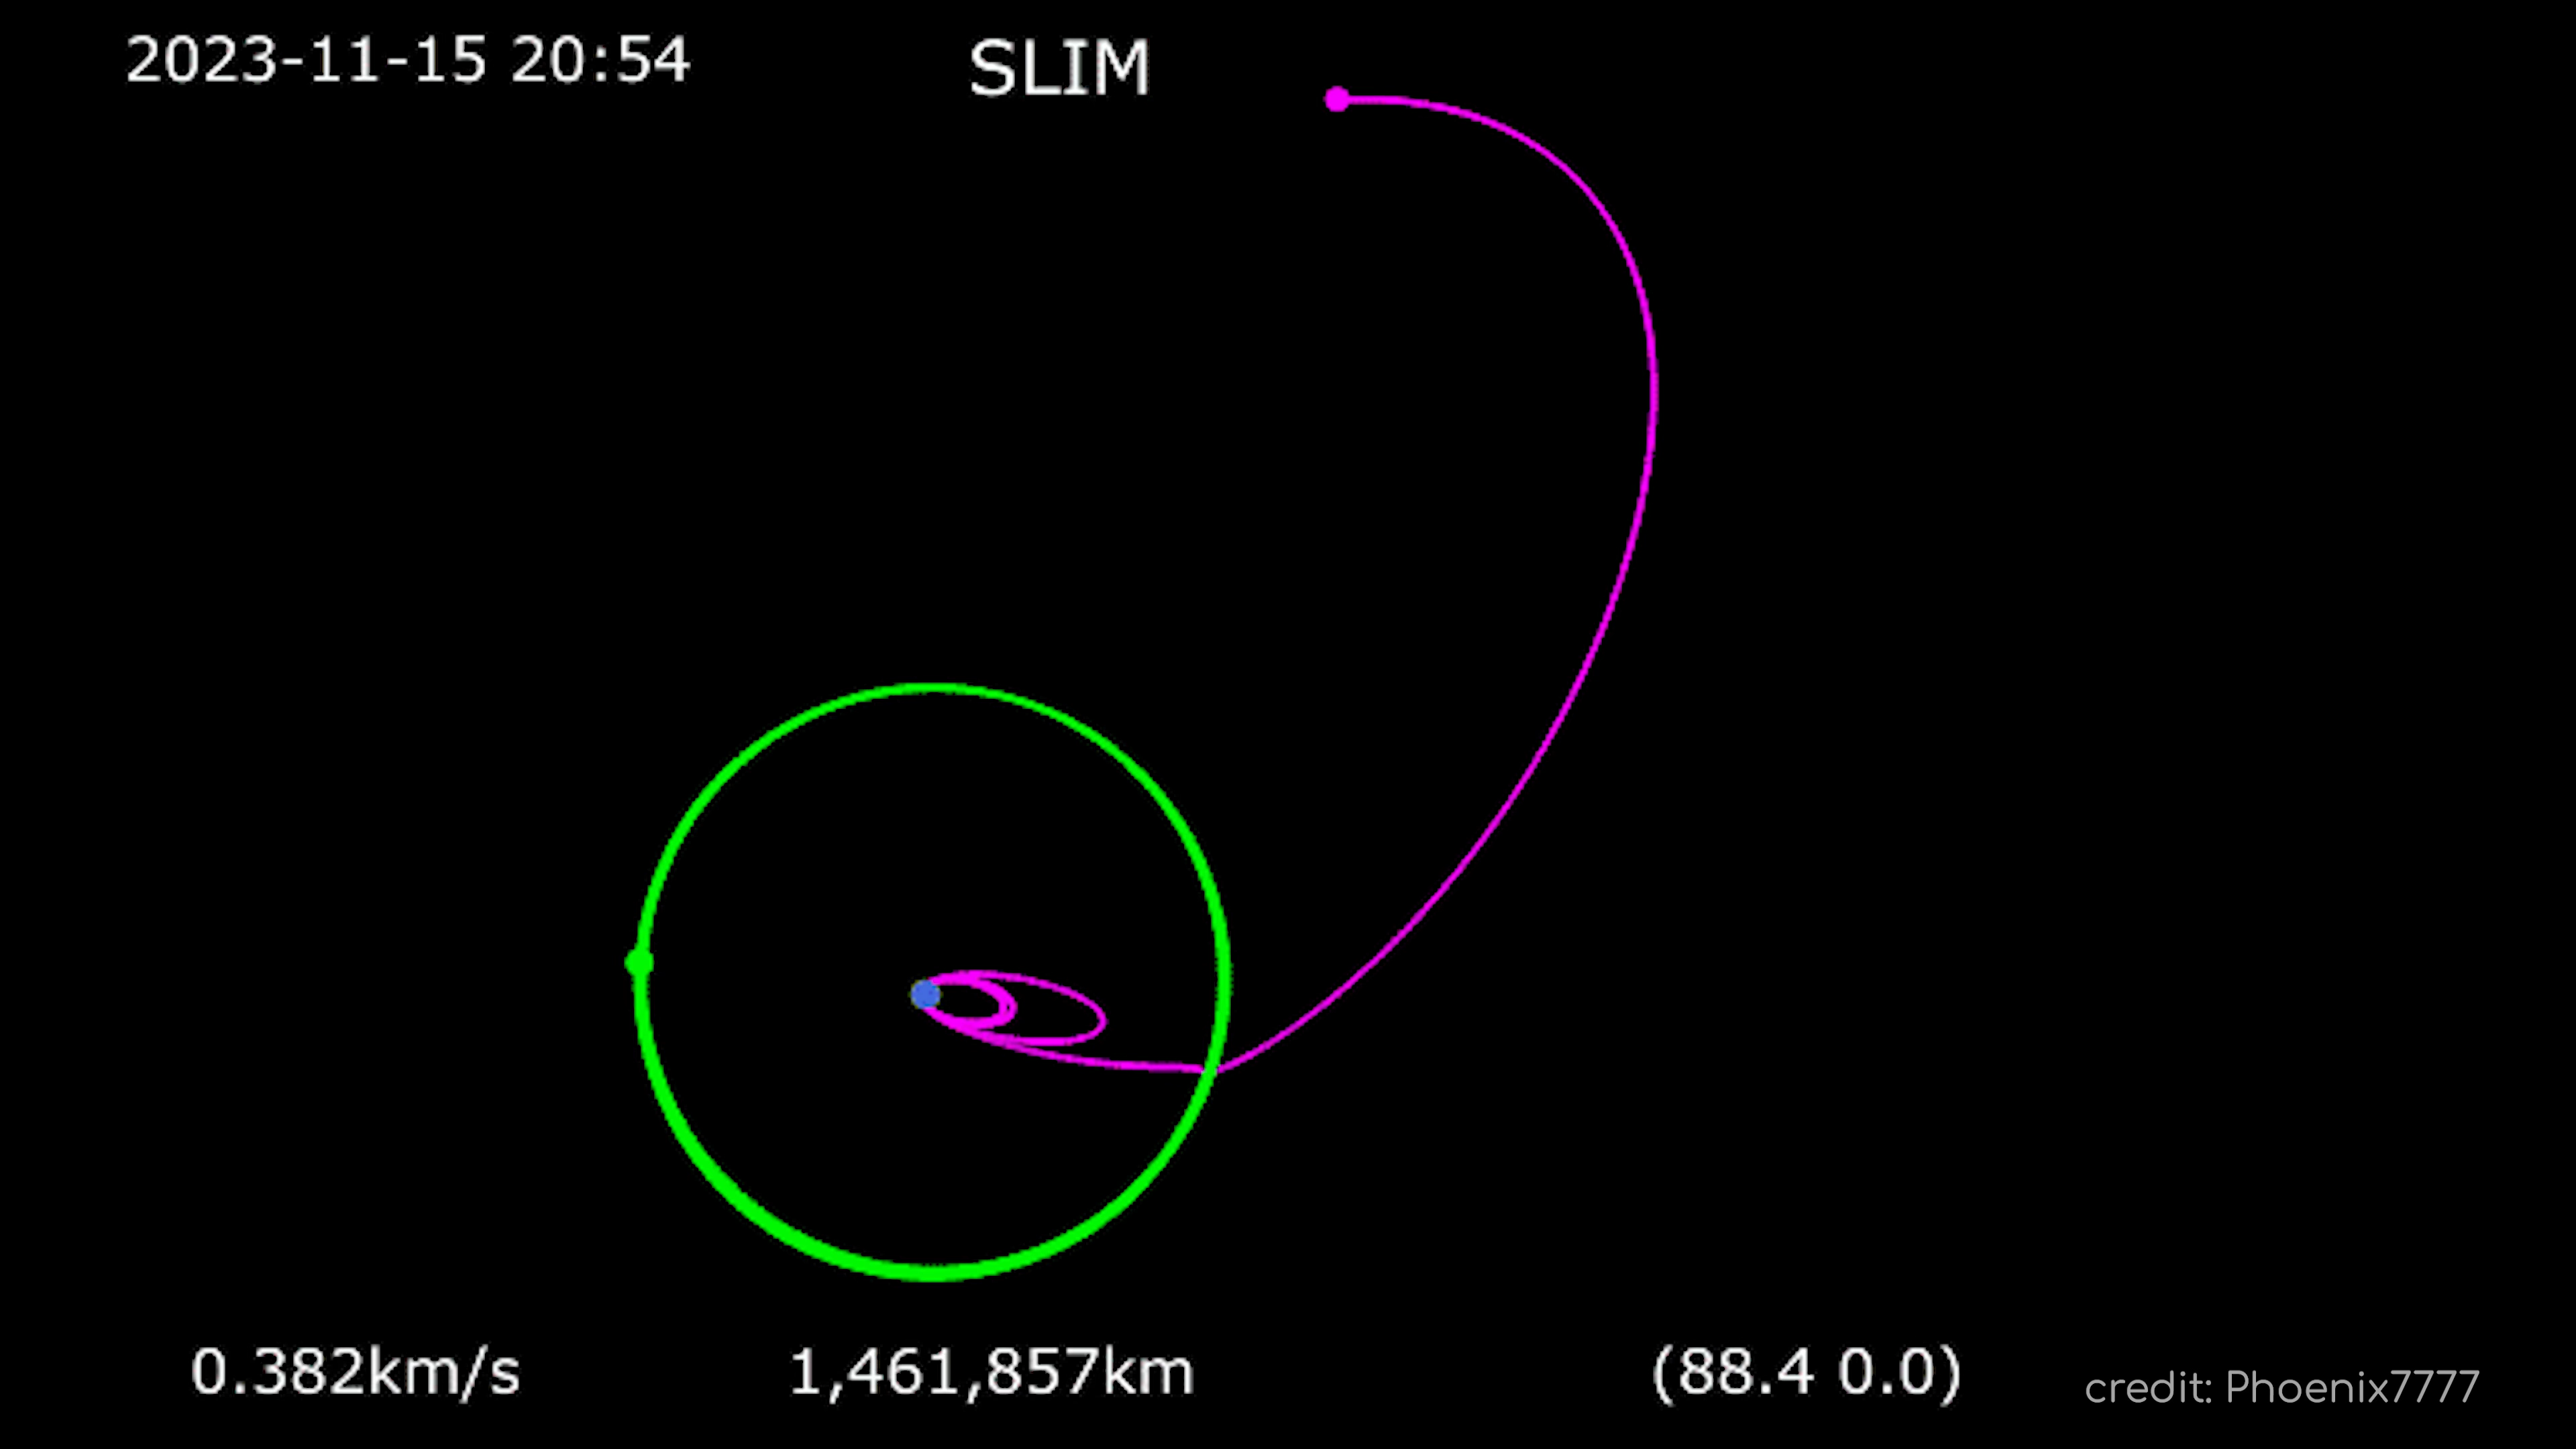 2023-11-15 20:54
SLIM
0.382km/s
1,461,857km
(88.4 0.0)
credit: Phoenix7777